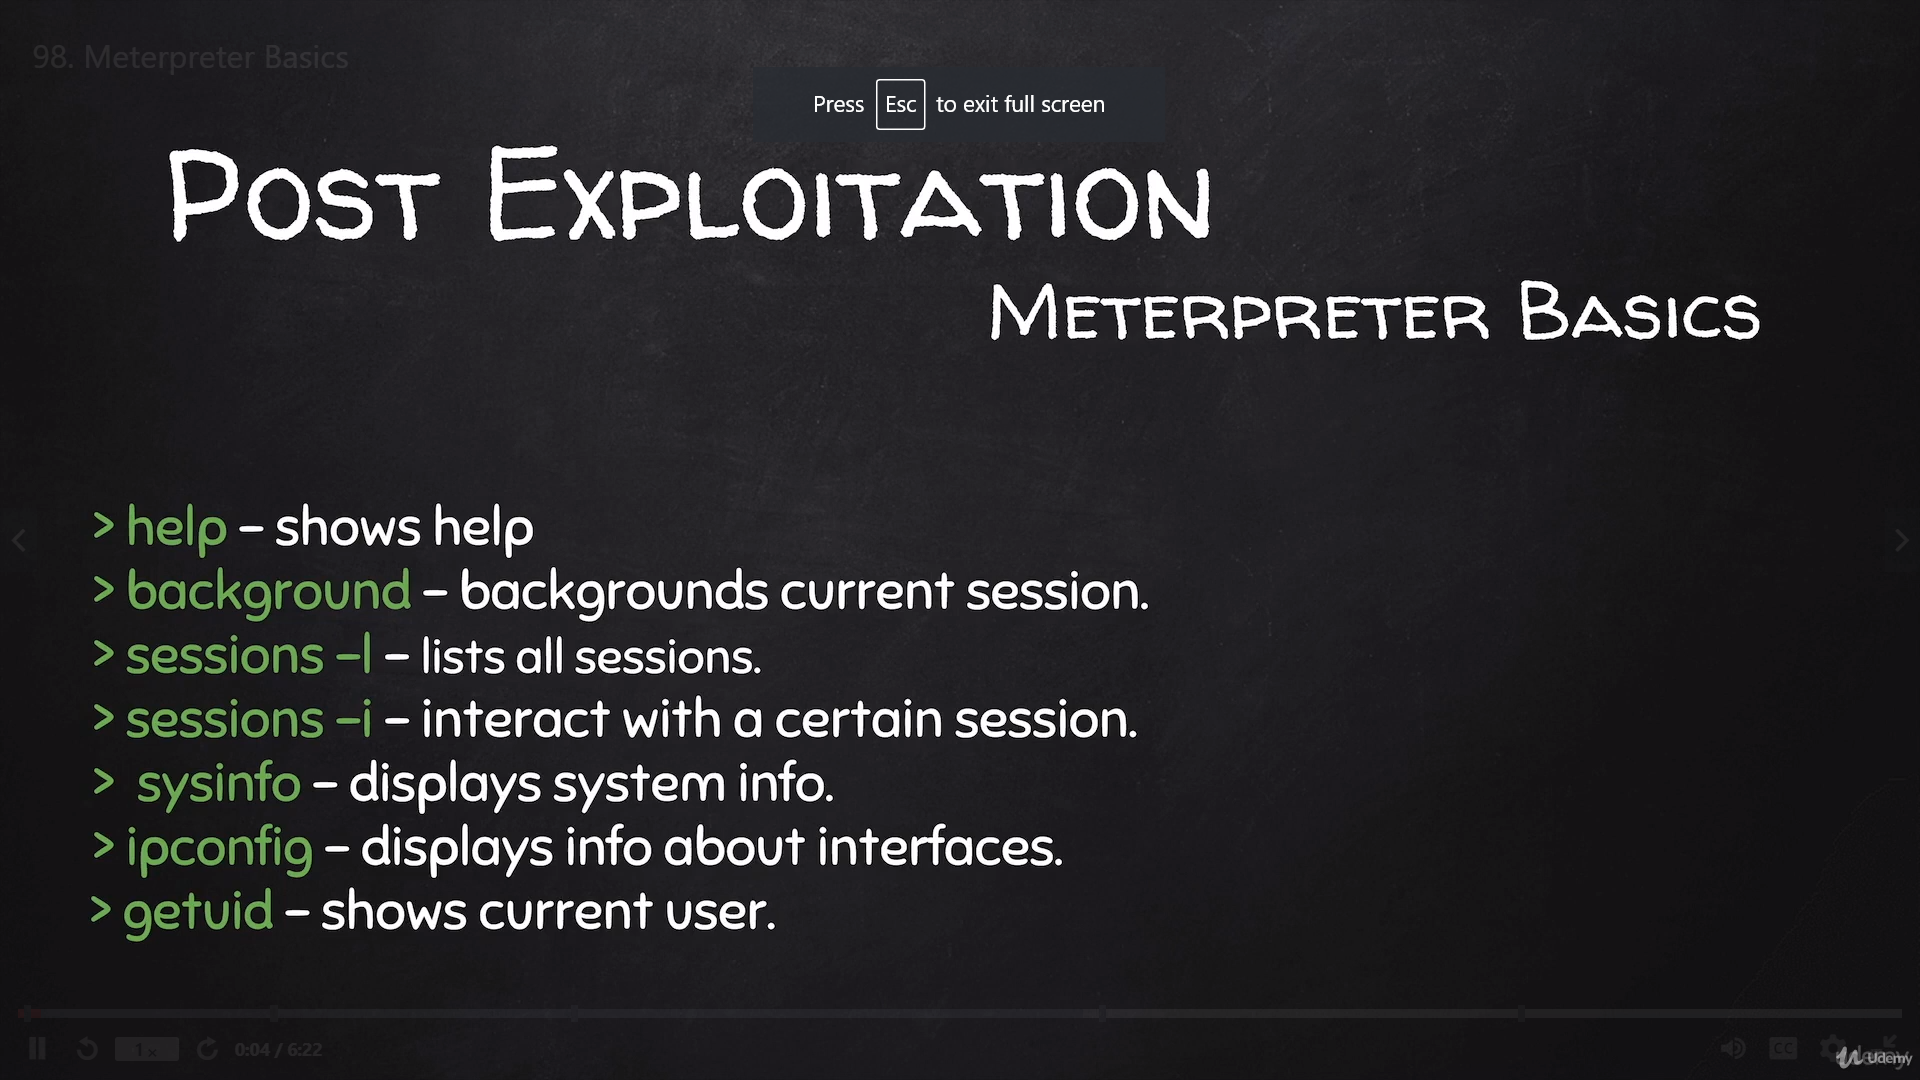 98. Meterpreter Basics
Press Esc to exit full screen
Post Exploitation
Meterpreter Basics
> help – shows help
> background – backgrounds current session.
> sessions –l – lists all sessions.
> sessions –i – interact with a certain session.
> sysinfo – displays system info.
> ipconfig – displays info about interfaces.
> getuid – shows current user.
1x
0:04 / 6:22
CC
Udemy